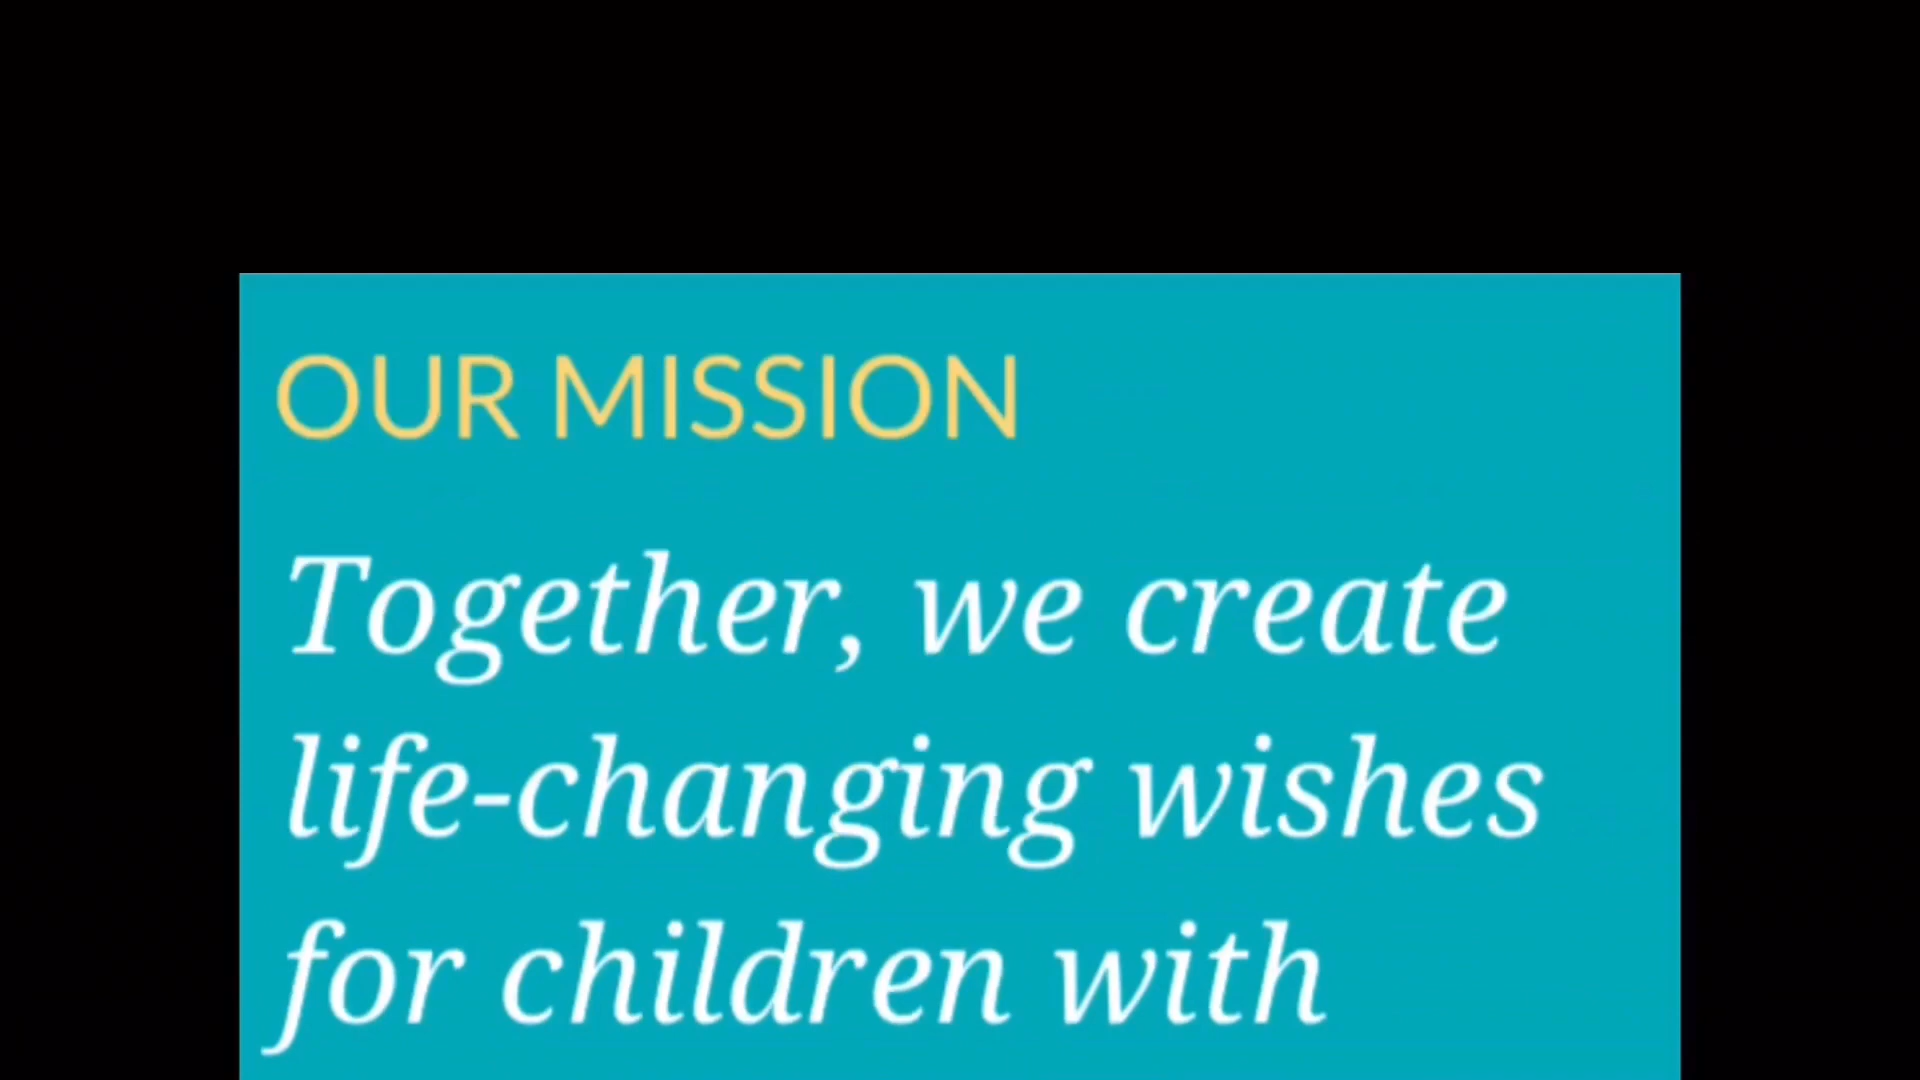 OUR MISSION
Together, we create
life-changing wishes
for children with